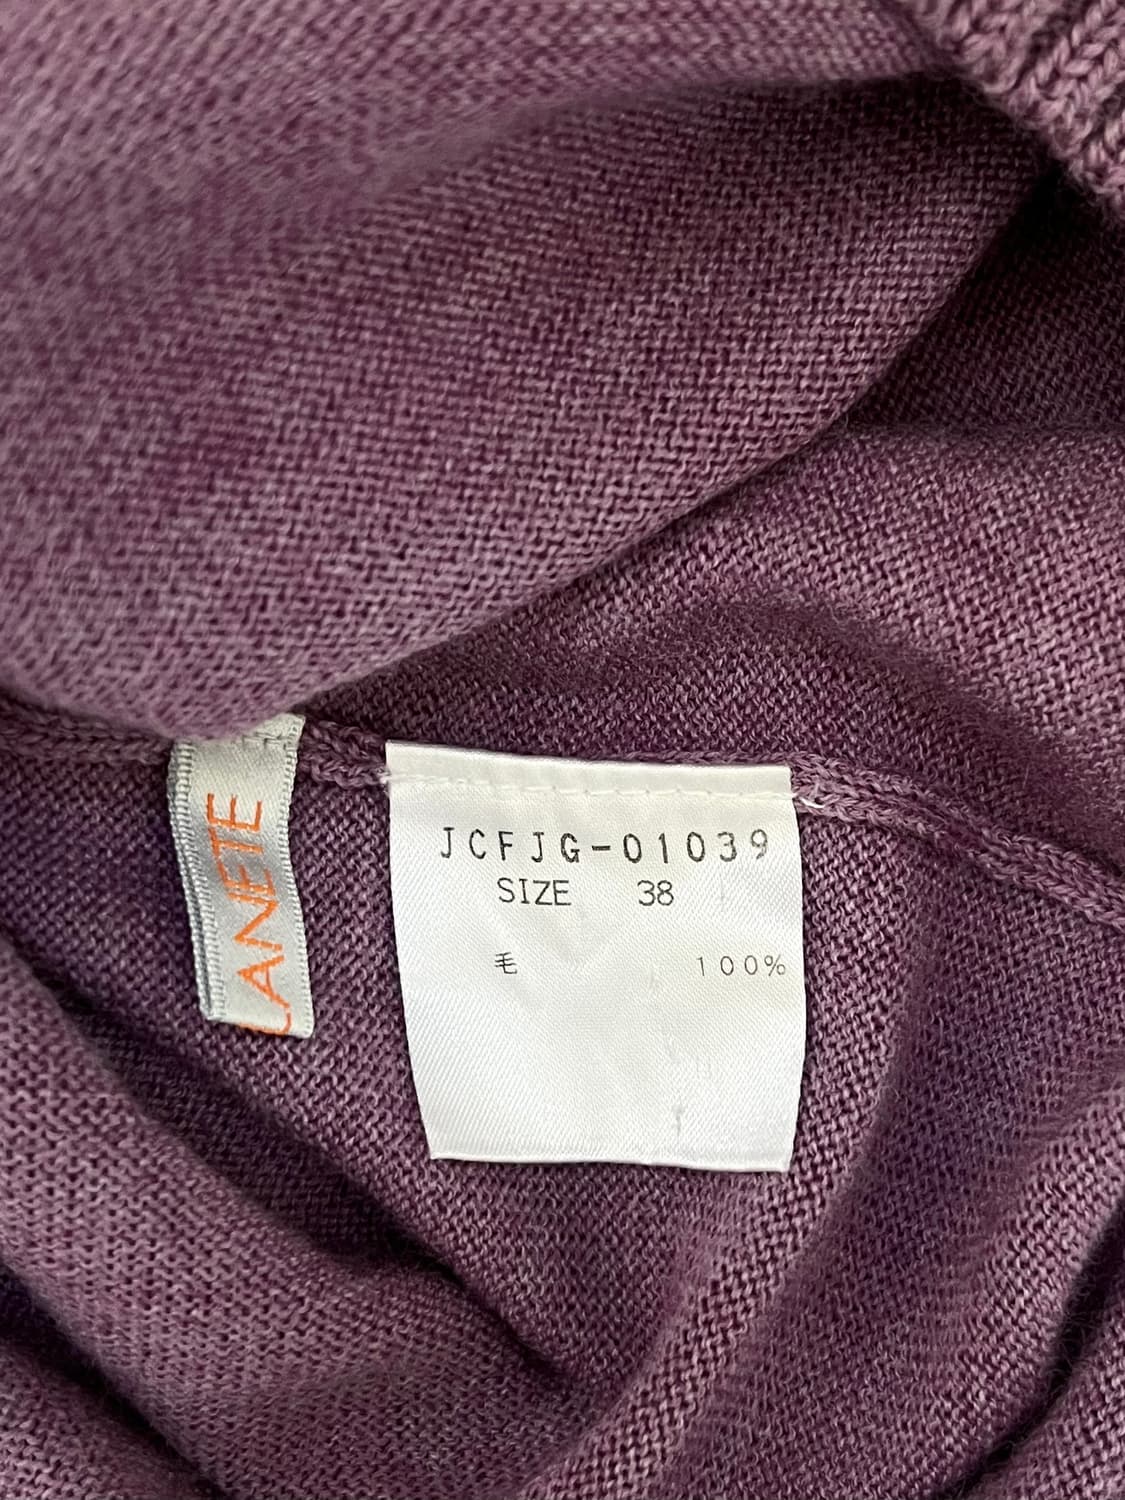 LANETE
JCFJG-01039
SIZE 38
毛 100%